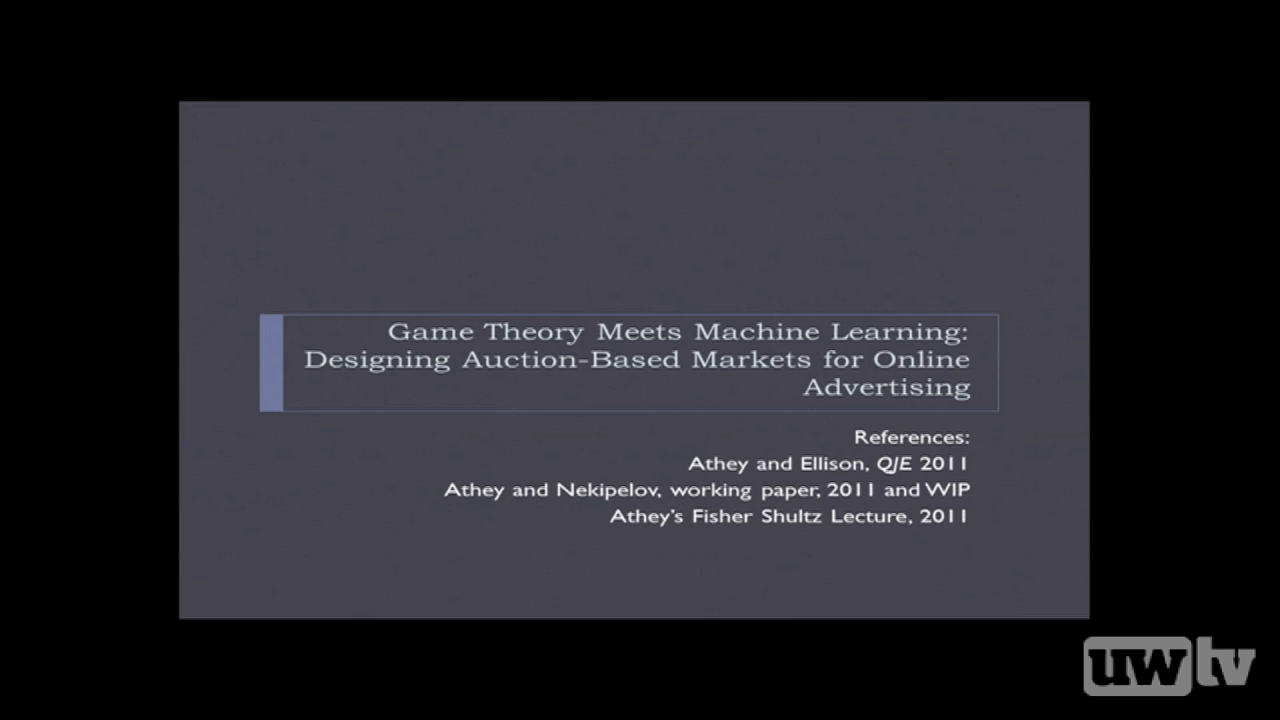 Game Theory Meets Machine Learning:
Designing Auction-Based Markets for Online
Advertising
References:
Athey and Ellison, QJE 2011
Athey and Nekipelov, working paper, 2011 and WIP
Athey's Fisher Shultz Lecture, 2011
uwtv